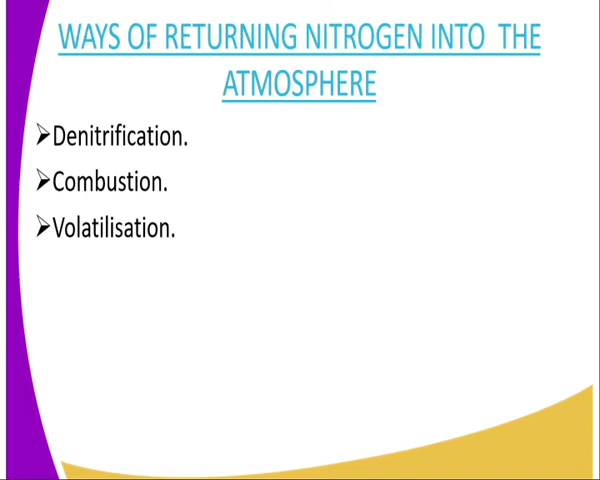 WAYS OF RETURNING NITROGEN INTO THE
ATMOSPHERE
➢Denitrification.
➢Combustion.
➢Volatilisation.